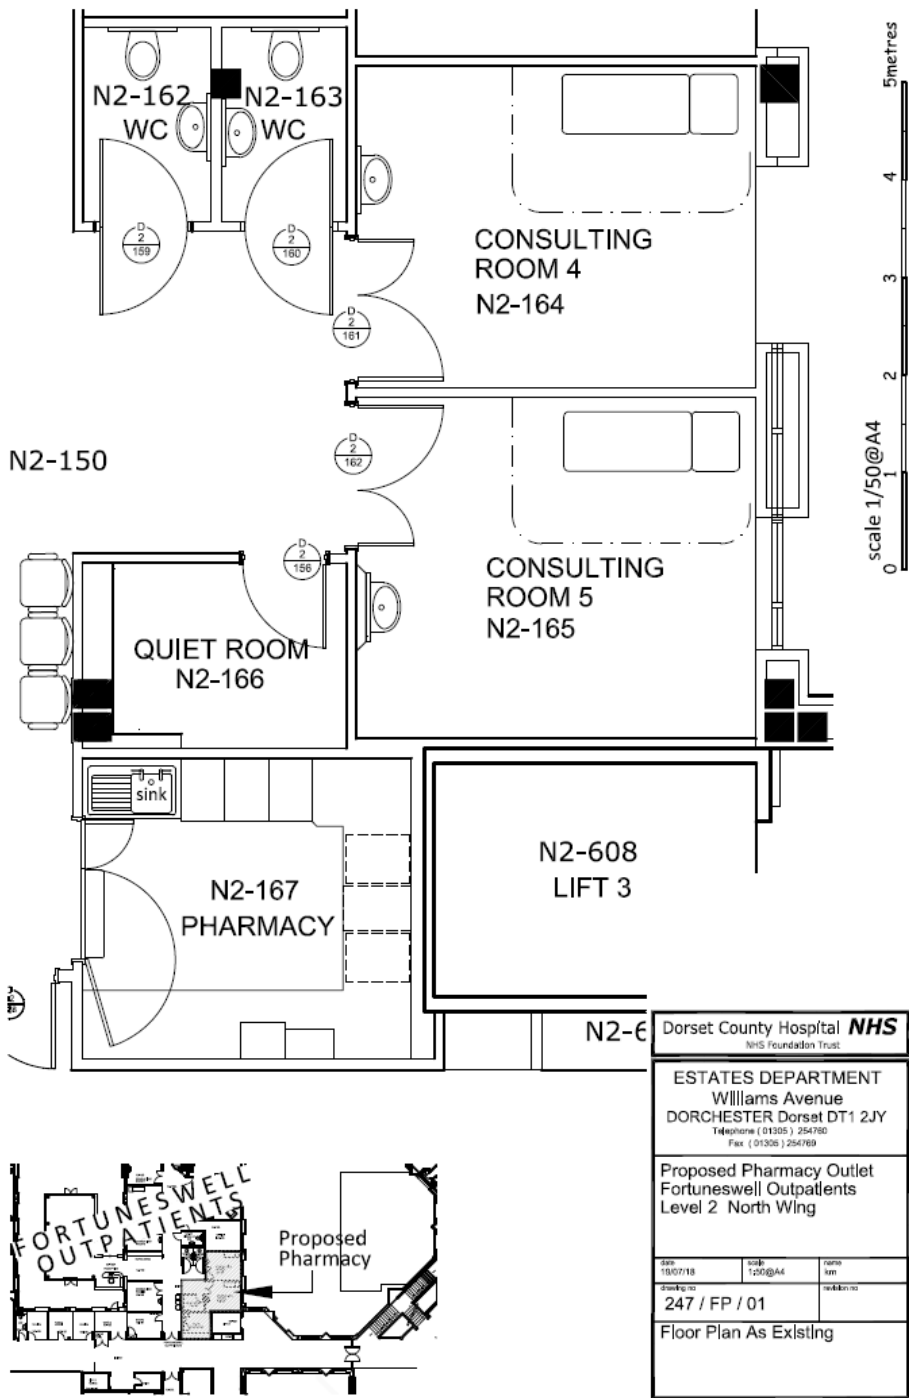 N2-162
WC
N2-163
WC
D
2
159
D
2
160
CONSULTING
ROOM 4
N2-164
D
2
161
5metres
4
3
2
1
0
scale 1/50@A4
N2-150
D
2
162
D
2
156
CONSULTING
ROOM 5
N2-165
QUIET ROOM
N2-166
sink
N2-167
PHARMACY
N2-608
LIFT 3
N2-6
Dorset County Hospital NHS
NHS Foundation Trust
ESTATES DEPARTMENT
Williams Avenue
DORCHESTER Dorset DT1 2JY
Telephone ( 01305 ) 254760
Fax ( 01305 ) 254769
Proposed Pharmacy Outlet
Fortuneswell Outpatients
Level 2 North Wing
date
19/07/18
scale
1:50@A4
name
km
drawing no
247 / FP / 01
revision no
Floor Plan As Existing
FORTUNESWELL
OUTPATIENTS
Proposed
Pharmacy